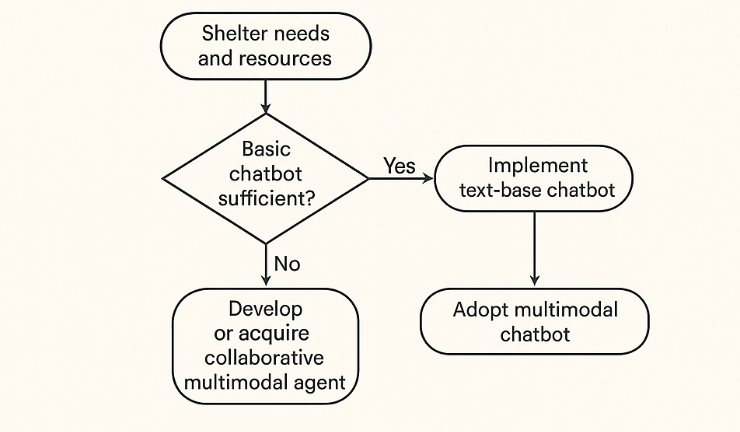 Shelter needs
and resources
Basic
chatbot
sufficient?
Yes
Implement
text-base chatbot
No
Develop
or acquire
collaborative
multimodal agent
Adopt multimodal
chatbot